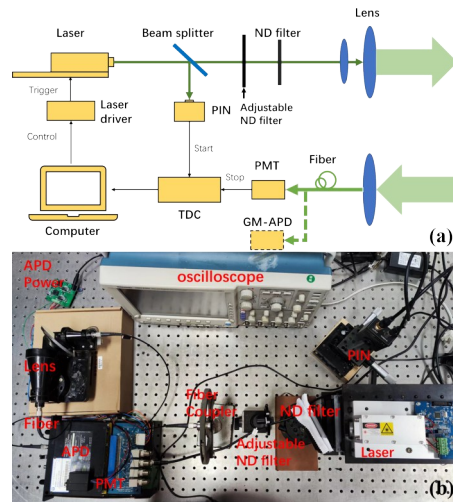 Laser
Beam splitter
ND filter
Lens
Trigger
Laser
driver
PIN
Adjustable
ND filter
Control
Start
Fiber
PMT
Stop
TDC
GM-APD
Computer
(a)
APD
Power
oscilloscope
PIN
Lens
Fiber
Coupler
ND filter
Fiber
Adjustable
ND filter
Laser
APD
PMT
(b)